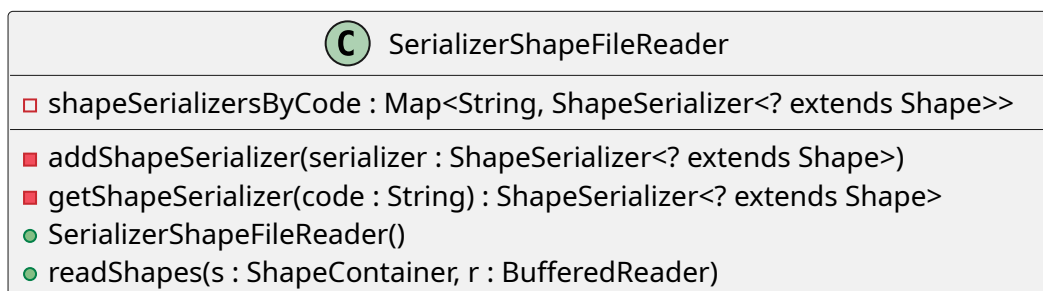 C SerializerShapeFileReader
shapeSerializersByCode : Map<String, ShapeSerializer<? extends Shape>>
addShapeSerializer(serializer : ShapeSerializer<? extends Shape>)
getShapeSerializer(code : String) : ShapeSerializer<? extends Shape>
SerializerShapeFileReader()
readShapes(s : ShapeContainer, r : BufferedReader)